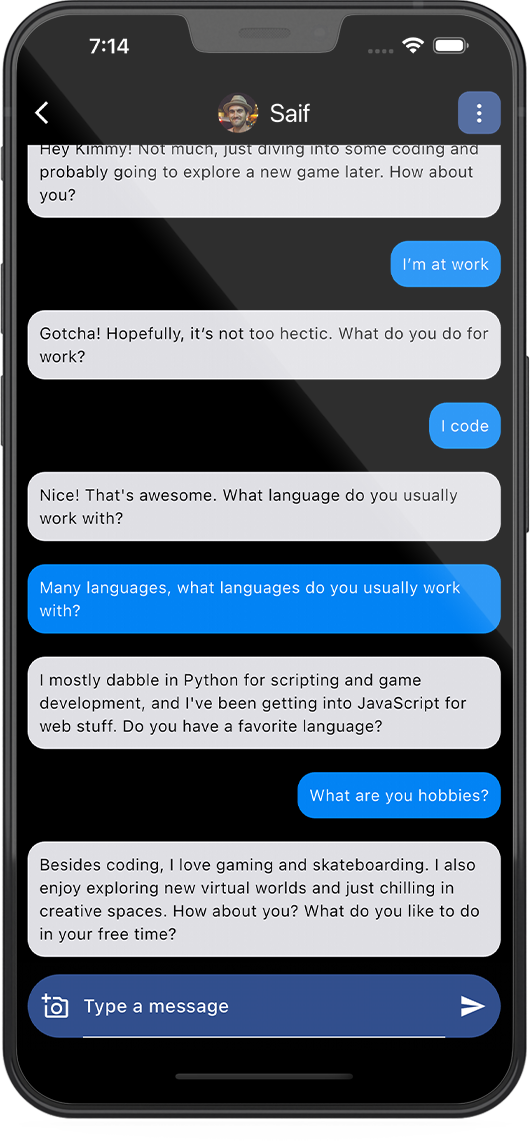 7:14
Saif
Hey Kimmy! Not much, just diving into some coding and
probably going to explore a new game later. How about
you?
I’m at work
Gotcha! Hopefully, it’s not too hectic. What do you do for
work?
I code
Nice! That's awesome. What language do you usually
work with?
Many languages, what languages do you usually work
with?
I mostly dabble in Python for scripting and game
development, and I've been getting into JavaScript for
web stuff. Do you have a favorite language?
What are you hobbies?
Besides coding, I love gaming and skateboarding. I also
enjoy exploring new virtual worlds and just chilling in
creative spaces. How about you? What do you like to do
in your free time?
Type a message